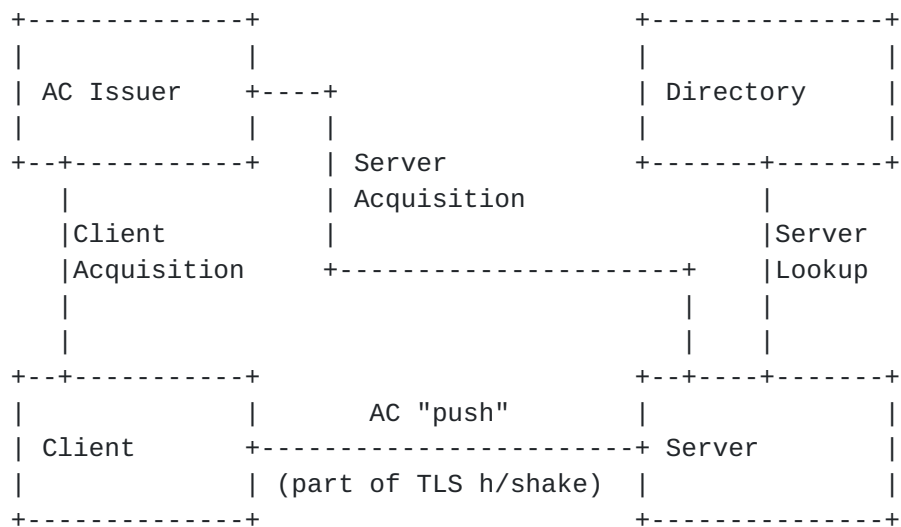 AC Issuer Directory
Server
Acquisition
Client Server
Acquisition Lookup
AC "push"
Client Server
(part of TLS h/shake)